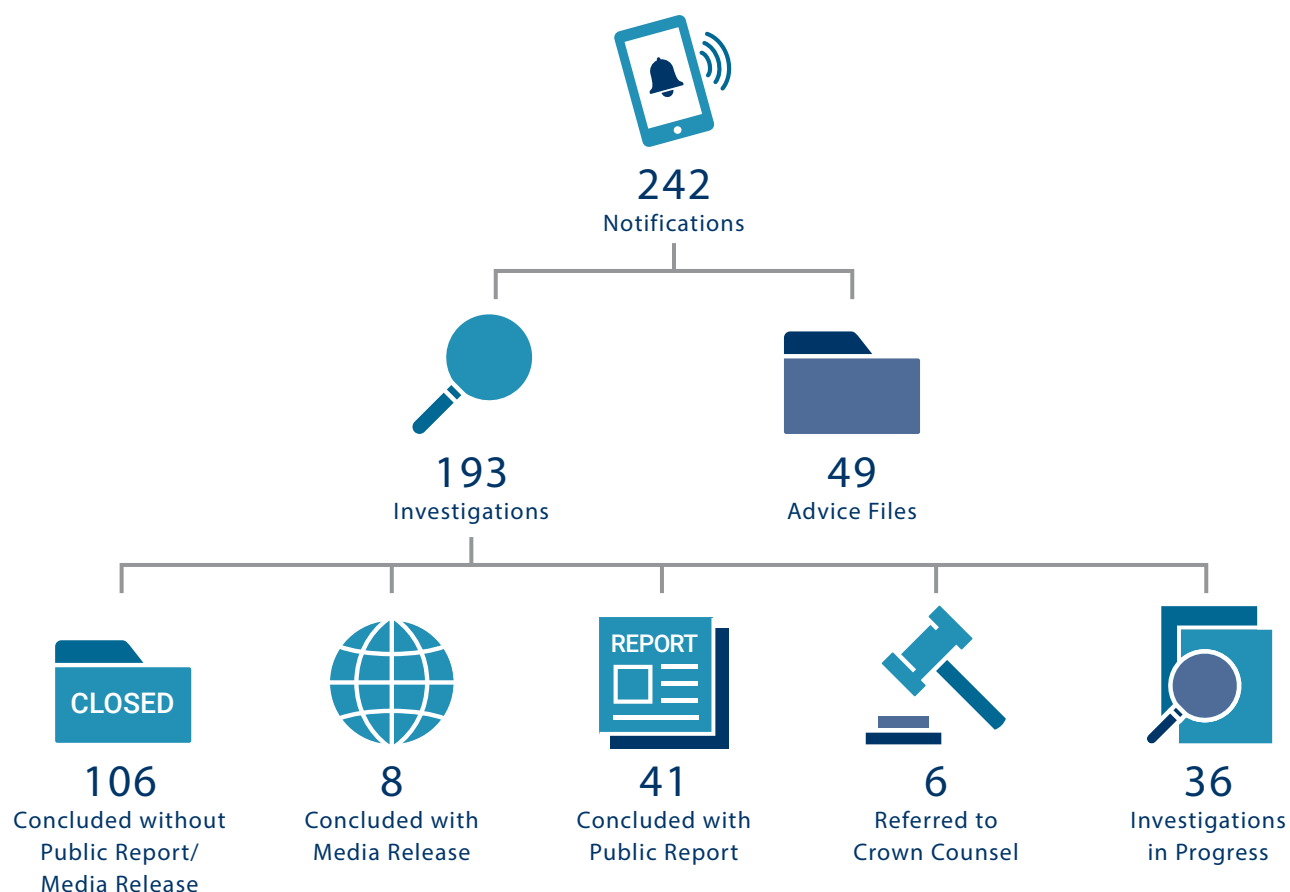 242
Notifications
193
Investigations
49
Advice Files
CLOSED
REPORT
106
Concluded without
Public Report/
Media Release
8
Concluded with
Media Release
41
Concluded with
Public Report
6
Referred to
Crown Counsel
36
Investigations
in Progress